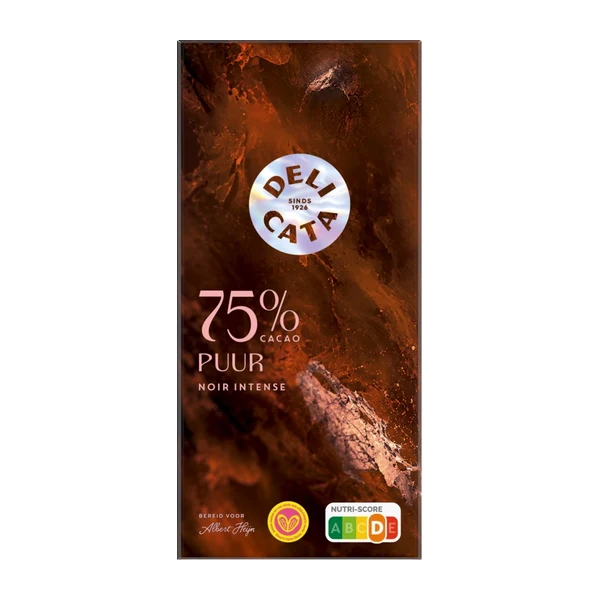 DELI
SINDS
1926
CATA
75%
CACAO
PUUR
NOIR INTENSE
BEREID VOOR
Albert Heijn
NUTRI-SCORE
A B C D E